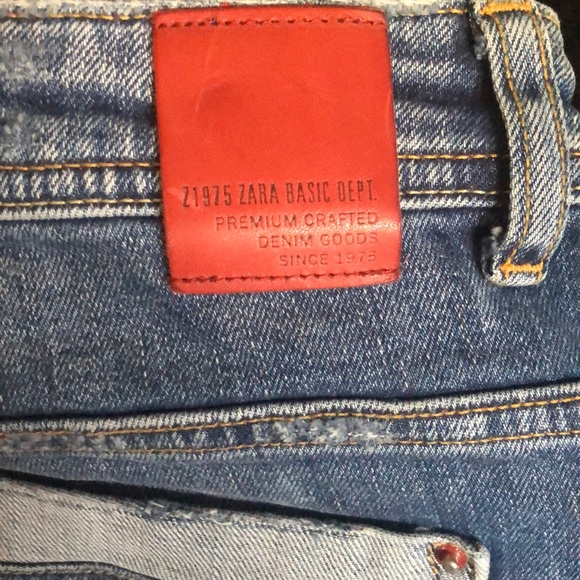 Z1975 ZARA BASIC DEPT.
PREMIUM CRAFTED
DENIM GOODS
SINCE 1975